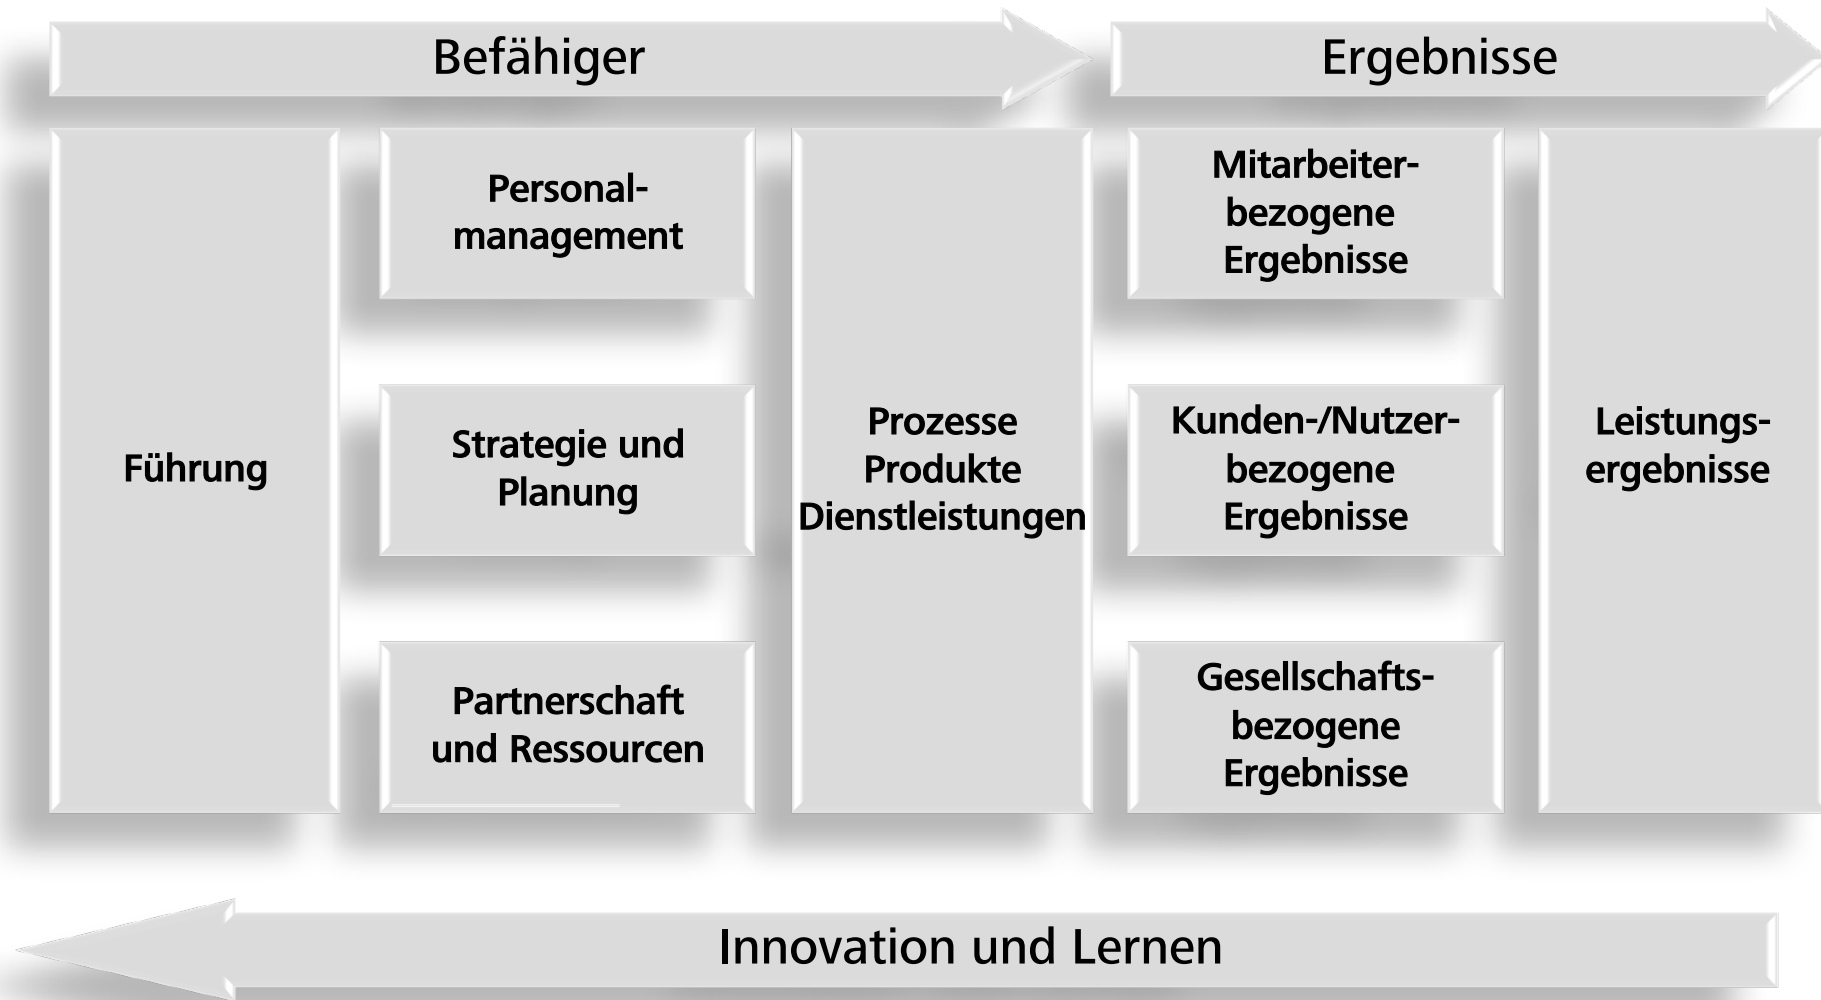 Befähiger
Ergebnisse
Führung
Personal-
management
Strategie und
Planung
Partnerschaft
und Ressourcen
Prozesse
Produkte
Dienstleistungen
Mitarbeiter-
bezogene
Ergebnisse
Kunden-/Nutzer-
bezogene
Ergebnisse
Gesellschafts-
bezogene
Ergebnisse
Leistungs-
ergebnisse
Innovation und Lernen